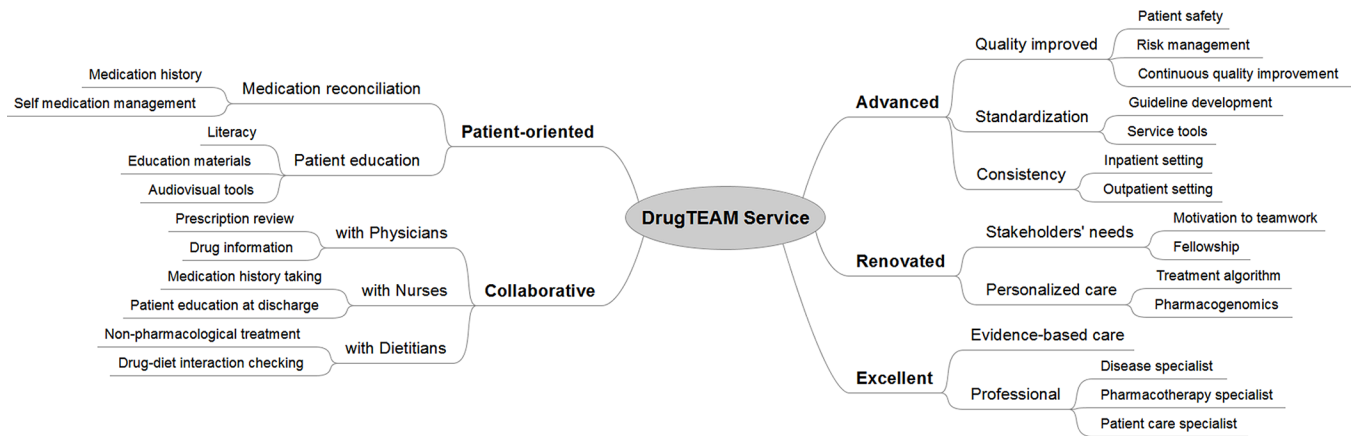 DrugTEAM Service
Patient-oriented
Medication reconciliation
Medication history
Self medication management
Patient education
Literacy
Education materials
Audiovisual tools
Collaborative
with Physicians
Prescription review
Drug information
with Nurses
Medication history taking
Patient education at discharge
with Dietitians
Non-pharmacological treatment
Drug-diet interaction checking
Advanced
Quality improved
Patient safety
Risk management
Continuous quality improvement
Standardization
Guideline development
Service tools
Consistency
Inpatient setting
Outpatient setting
Renovated
Stakeholders' needs
Motivation to teamwork
Fellowship
Personalized care
Treatment algorithm
Pharmacogenomics
Excellent
Evidence-based care
Professional
Disease specialist
Pharmacotherapy specialist
Patient care specialist